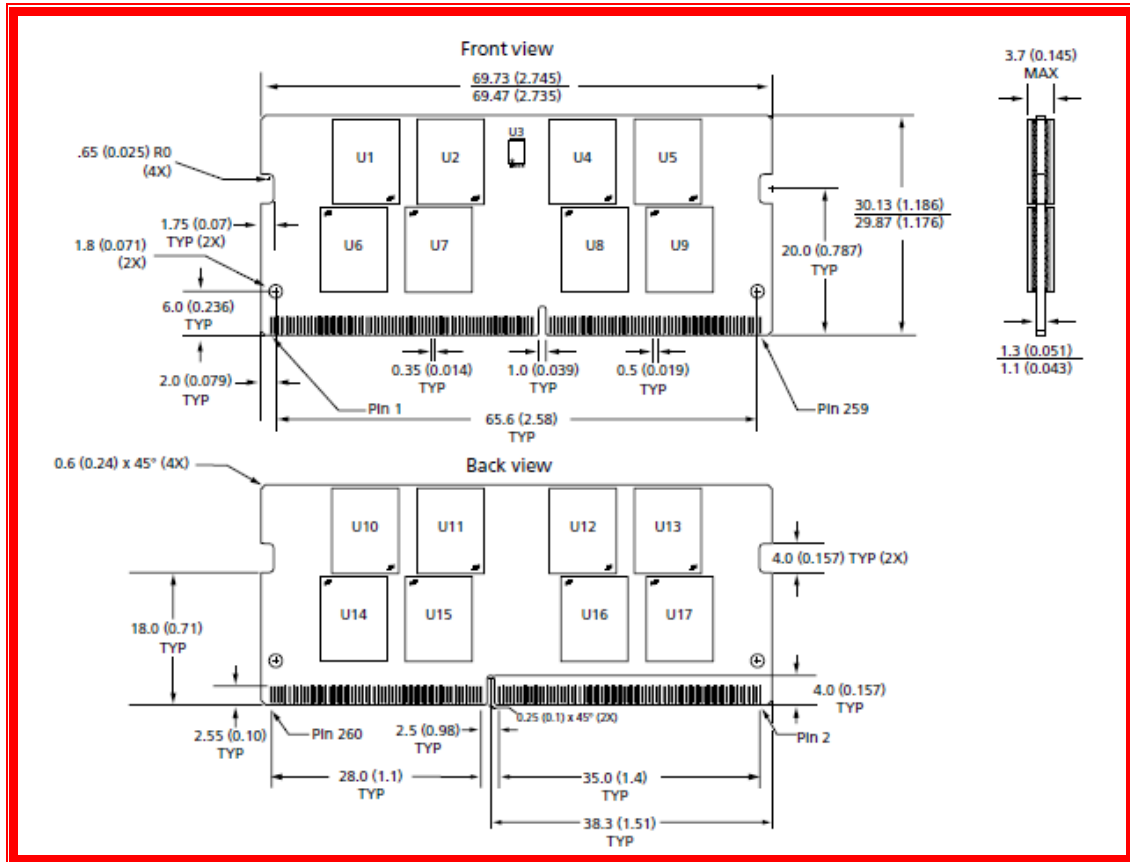 Front view
69.73 (2.745)
69.47 (2.735)
3.7 (0.145)
MAX
U1
U2
U3
U4
U5
.65 (0.025) R0
(4X)
U6
U7
U8
U9
1.75 (0.07)
TYP (2X)
1.8 (0.071)
(2X)
6.0 (0.236)
TYP
2.0 (0.079)
TYP
30.13 (1.186)
29.87 (1.176)
20.0 (0.787)
TYP
0.35 (0.014)
TYP
1.0 (0.039)
TYP
0.5 (0.019)
TYP
1.3 (0.051)
1.1 (0.043)
Pin 1
65.6 (2.58)
TYP
Pin 259
Back view
0.6 (0.24) x 45° (4X)
U10
U11
U12
U13
4.0 (0.157) TYP (2X)
U14
U15
U16
U17
18.0 (0.71)
TYP
4.0 (0.157)
TYP
2.55 (0.10)
TYP
Pin 260
2.5 (0.98)
TYP
0.25 (0.1) x 45° (2X)
Pin 2
28.0 (1.1)
TYP
35.0 (1.4)
TYP
38.3 (1.51)
TYP